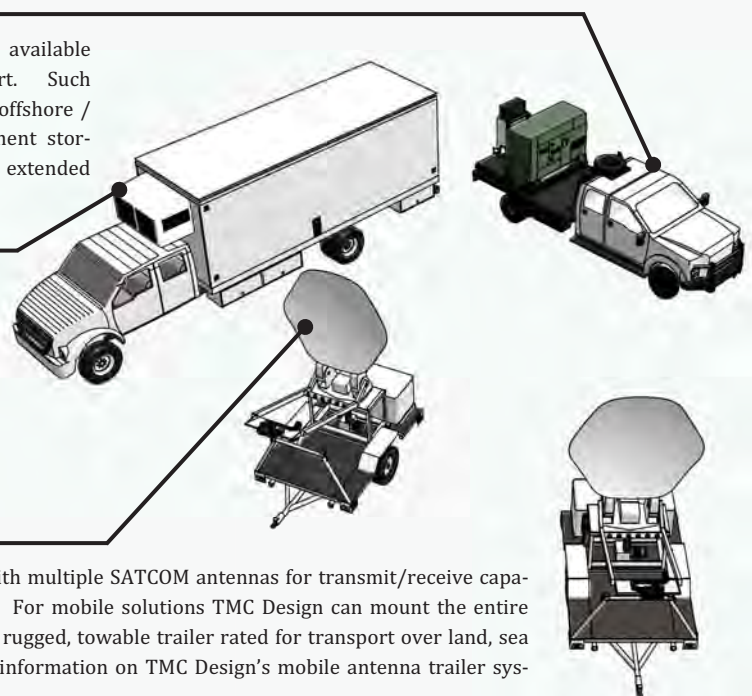 available
rt. Such
offshore /
ment stor-
extended
ith multiple SATCOM antennas for transmit/receive capa-
For mobile solutions TMC Design can mount the entire
rugged, towable trailer rated for transport over land, sea
information on TMC Design's mobile antenna trailer sys-